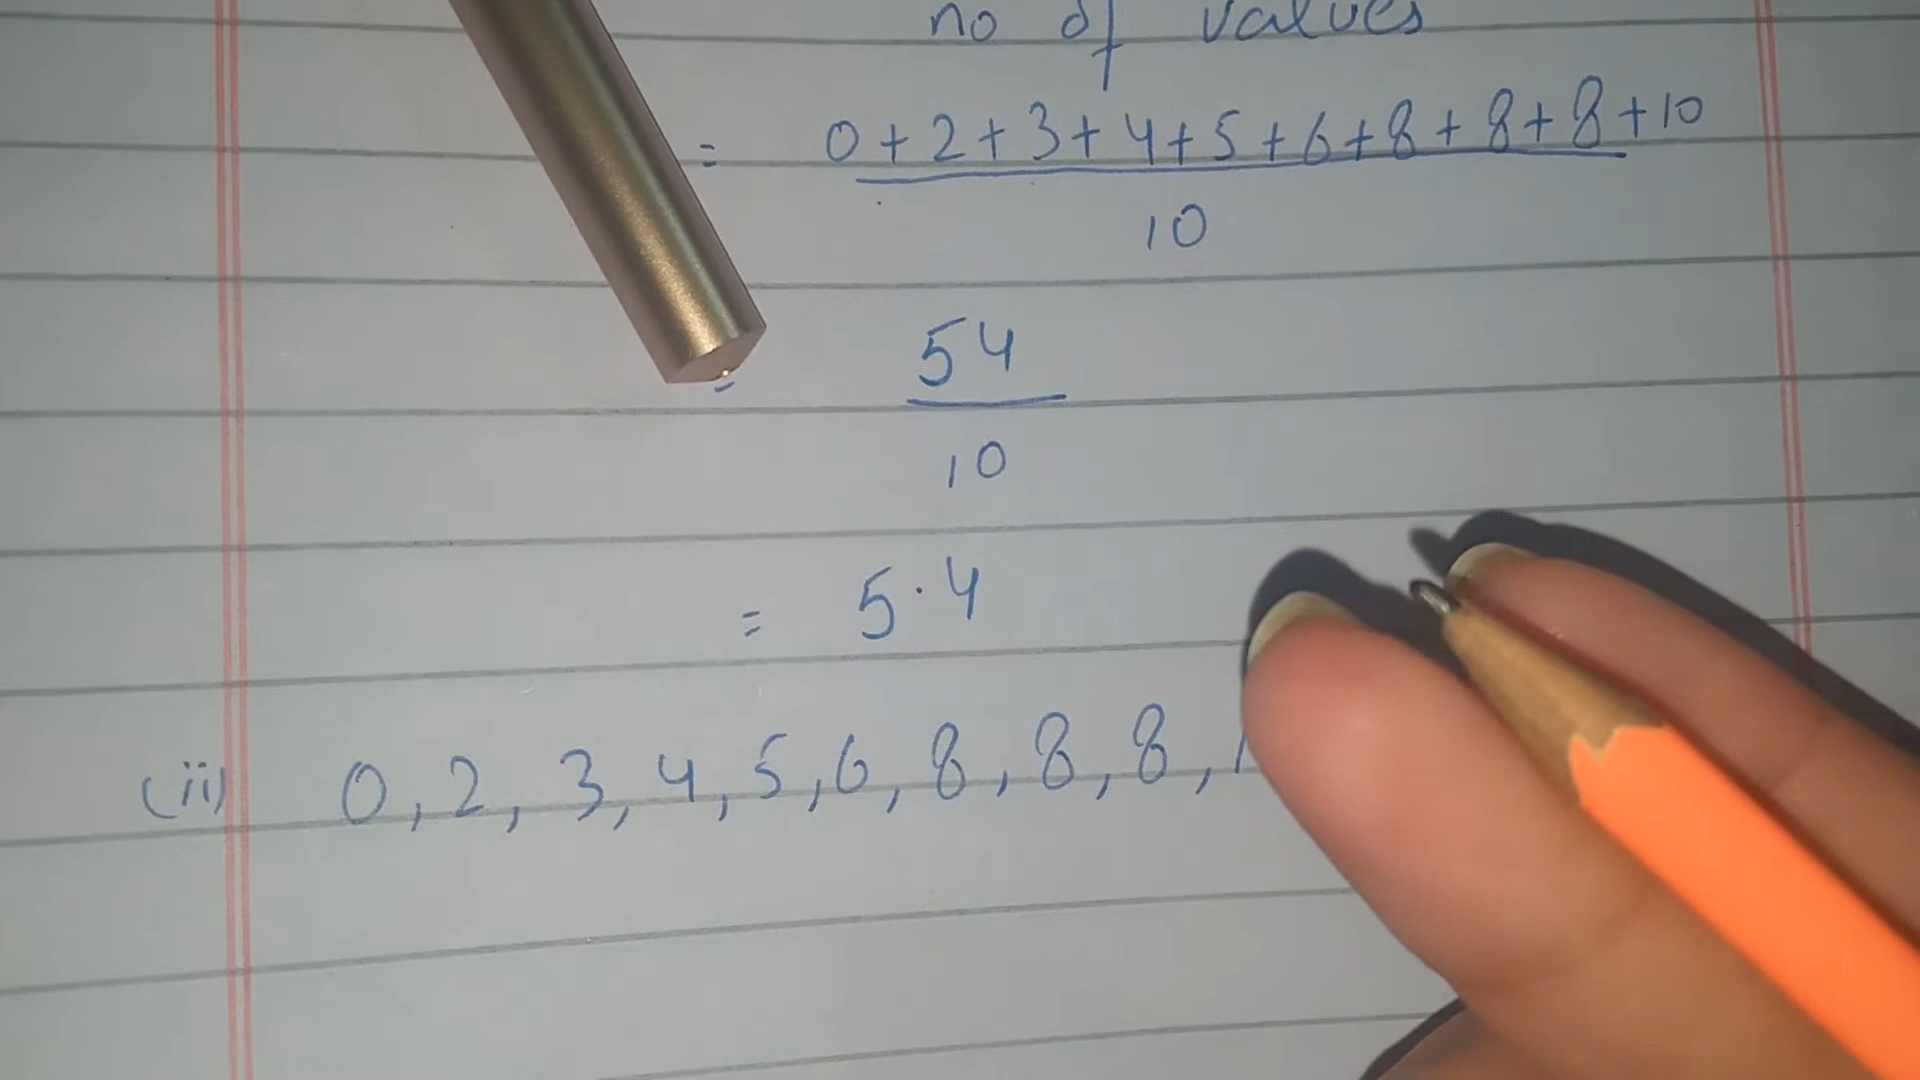 no of values
= 0+2+3+4+5+6+8+8+8+10
10
= 54
10
= 5.4
(ii) 0, 2, 3, 4, 5, 6, 8, 8, 8,